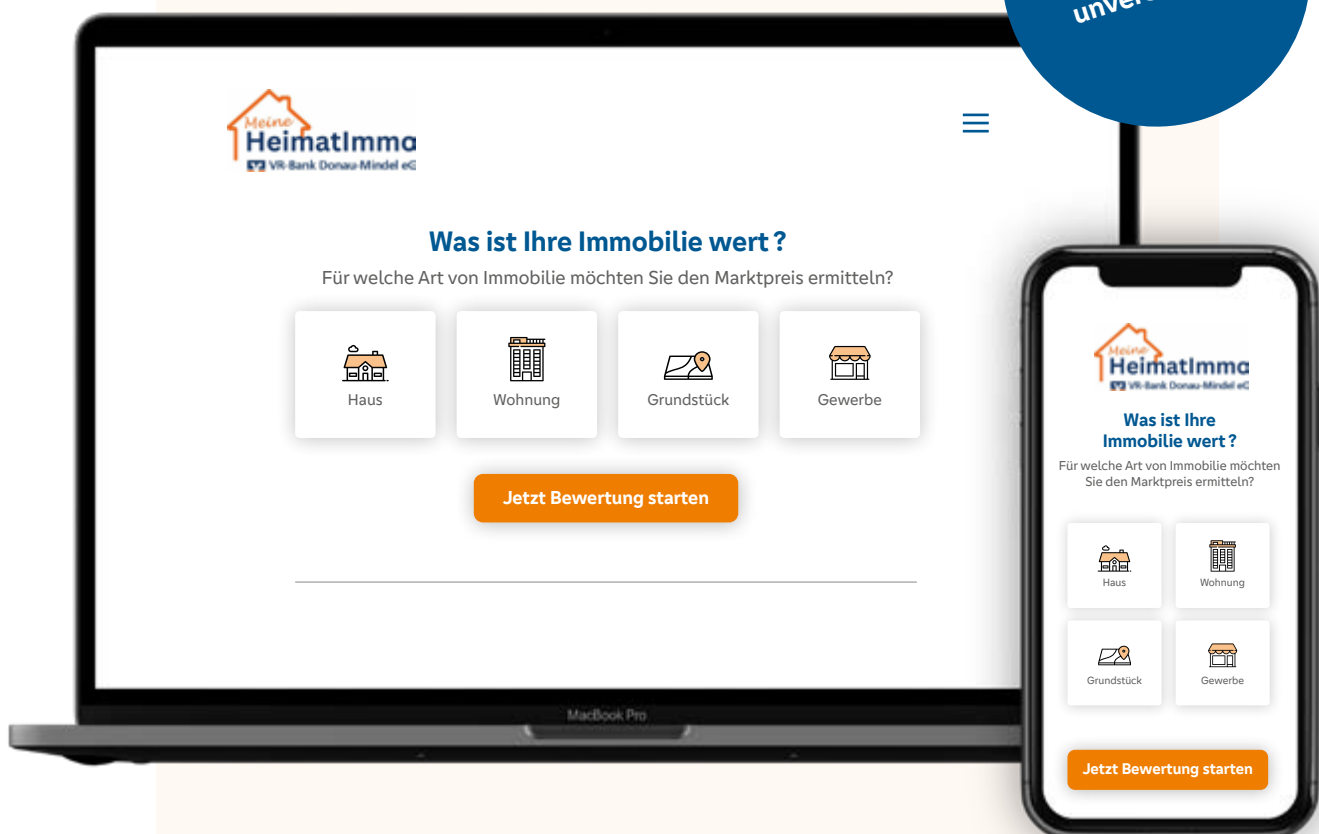 Meine
HeimatImmo
VR-Bank Donau-Mindel eG
Was ist Ihre Immobilie wert ?
Für welche Art von Immobilie möchten Sie den Marktpreis ermitteln?
Haus
Wohnung
Grundstück
Gewerbe
Jetzt Bewertung starten
MacBook Pro
Meine
HeimatImmo
VR-Bank Donau-Mindel eG
Was ist Ihre
Immobilie wert ?
Für welche Art von Immobilie möchten
Sie den Marktpreis ermitteln?
Haus
Wohnung
Grundstück
Gewerbe
Jetzt Bewertung starten